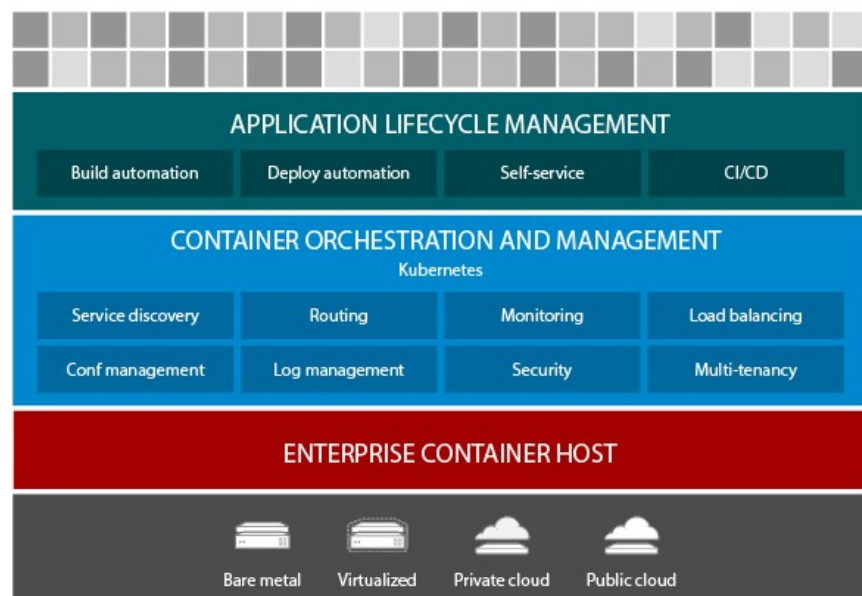 APPLICATION LIFECYCLE MANAGEMENT
Build automation Deploy automation Self-service CI/CD
CONTAINER ORCHESTRATION AND MANAGEMENT
Kubernetes
Service discovery Routing Monitoring Load balancing
Conf management Log management Security Multi-tenancy
ENTERPRISE CONTAINER HOST
Bare metal Virtualized Private cloud Public cloud